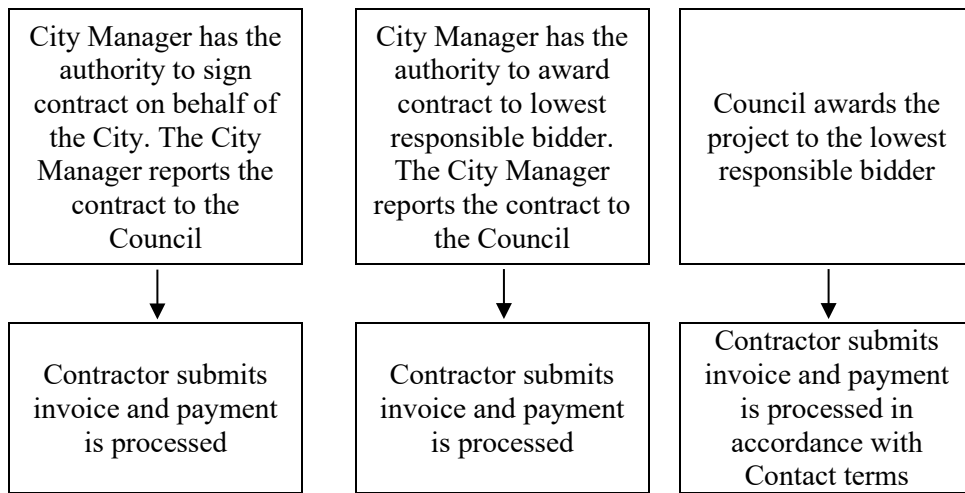 City Manager has the
authority to sign
contract on behalf of
the City. The City
Manager reports the
contract to the
Council
City Manager has the
authority to award
contract to lowest
responsible bidder.
The City Manager
reports the contract to
the Council
Council awards the
project to the lowest
responsible bidder
Contractor submits
invoice and payment
is processed
Contractor submits
invoice and payment
is processed
Contractor submits
invoice and payment
is processed in
accordance with
Contact terms